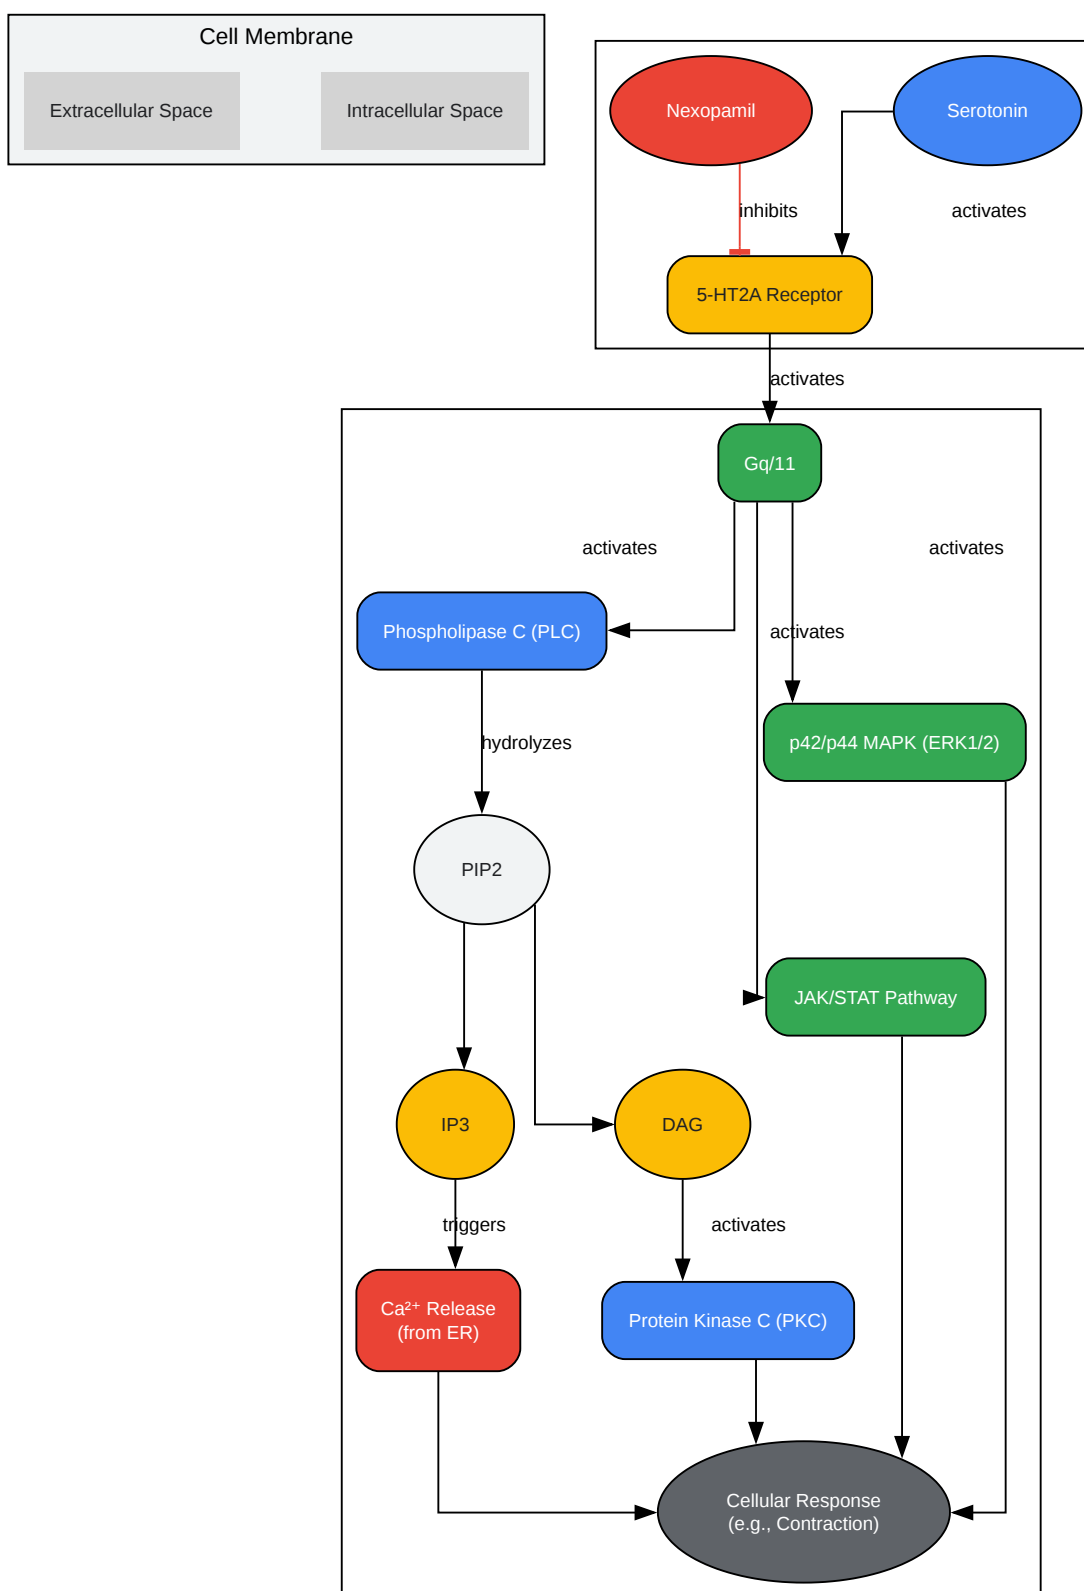 Cell Membrane
Extracellular Space
Intracellular Space
Nexopamil
Serotonin
inhibits
activates
5-HT2A Receptor
activates
Gq/11
activates
activates
Phospholipase C (PLC)
activates
hydrolyzes
p42/p44 MAPK (ERK1/2)
PIP2
JAK/STAT Pathway
IP3
DAG
triggers
activates
Ca²⁺ Release
(from ER)
Protein Kinase C (PKC)
Cellular Response
(e.g., Contraction)